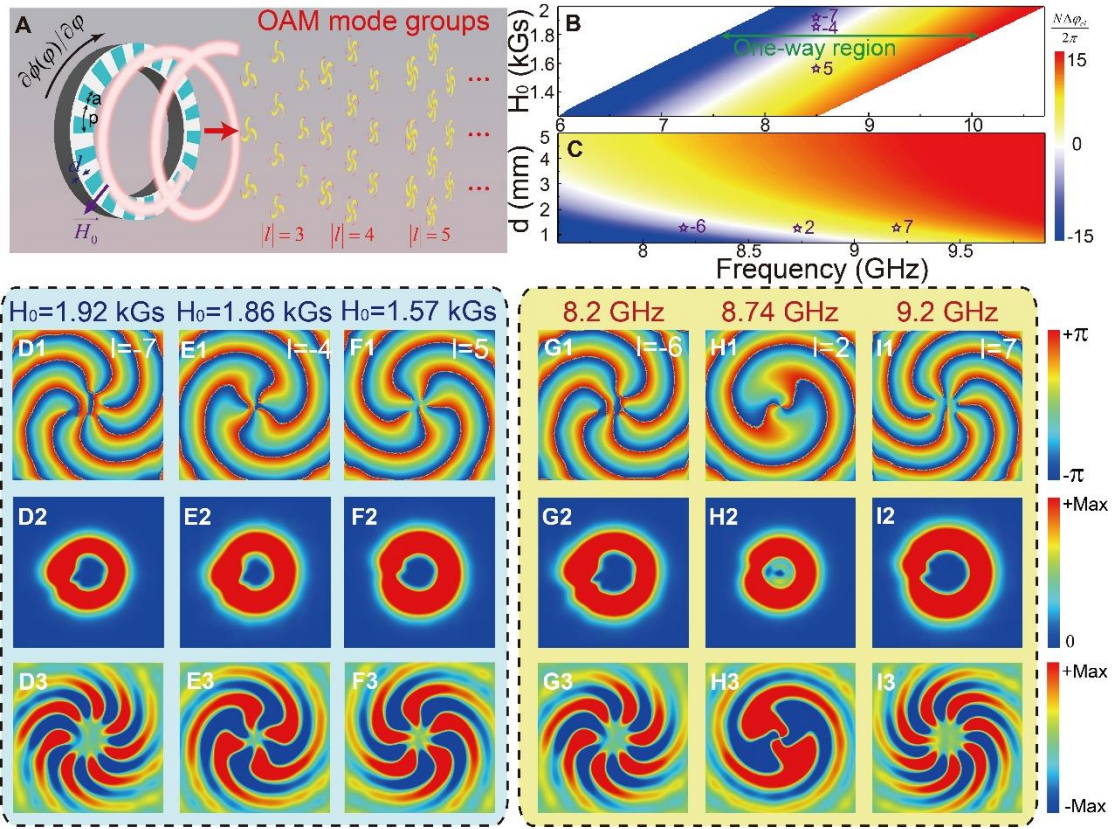 A
OAM mode groups
∂ϕ(φ)/∂φ
a
p
d
H₀
|l| = 3
|l| = 4
|l| = 5
...
...
...
B
H₀ (kGs)
2
1.8
1.6
1.4
-7
-4
One-way region
5
6
7
8
9
10
C
d (mm)
5
4
3
2
1
-6
2
7
8
8.5
9
9.5
Frequency (GHz)
NΔφcl/2π
15
0
-15
H₀=1.92 kGs
H₀=1.86 kGs
H₀=1.57 kGs
8.2 GHz
8.74 GHz
9.2 GHz
D1
l=-7
E1
l=-4
F1
l=5
G1
l=-6
H1
l=2
I1
l=7
+π
-π
D2
E2
F2
G2
H2
I2
+Max
0
D3
E3
F3
G3
H3
I3
+Max
-Max